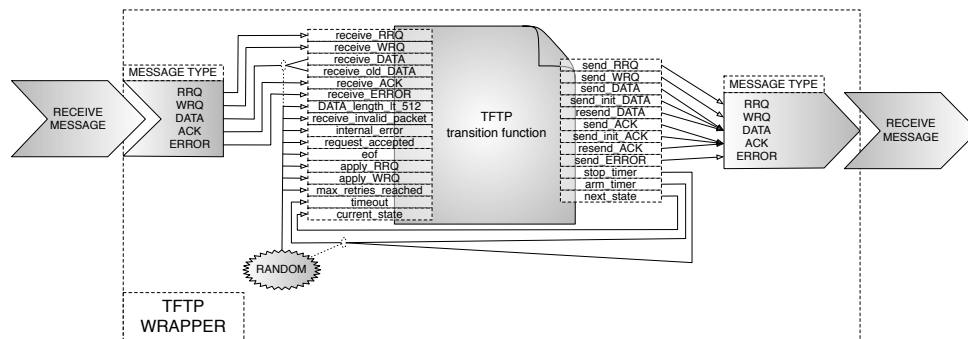 RECEIVE
MESSAGE
MESSAGE TYPE
RRQ
WRQ
DATA
ACK
ERROR
receive_RRQ
receive_WRQ
receive_DATA
receive_old_DATA
receive_ACK
receive_ERROR
DATA_length_lt_512
receive_invalid_packet
internal_error
request_accepted
eof
apply_RRQ
apply_WRQ
max_retries_reached
timeout
current_state
TFTP
transition function
send_RRQ
send_WRQ
send_DATA
send_init_DATA
resend_DATA
send_ACK
send_init_ACK
resend_ACK
send_ERROR
stop_timer
arm_timer
next_state
MESSAGE TYPE
RRQ
WRQ
DATA
ACK
ERROR
RECEIVE
MESSAGE
RANDOM
TFTP
WRAPPER